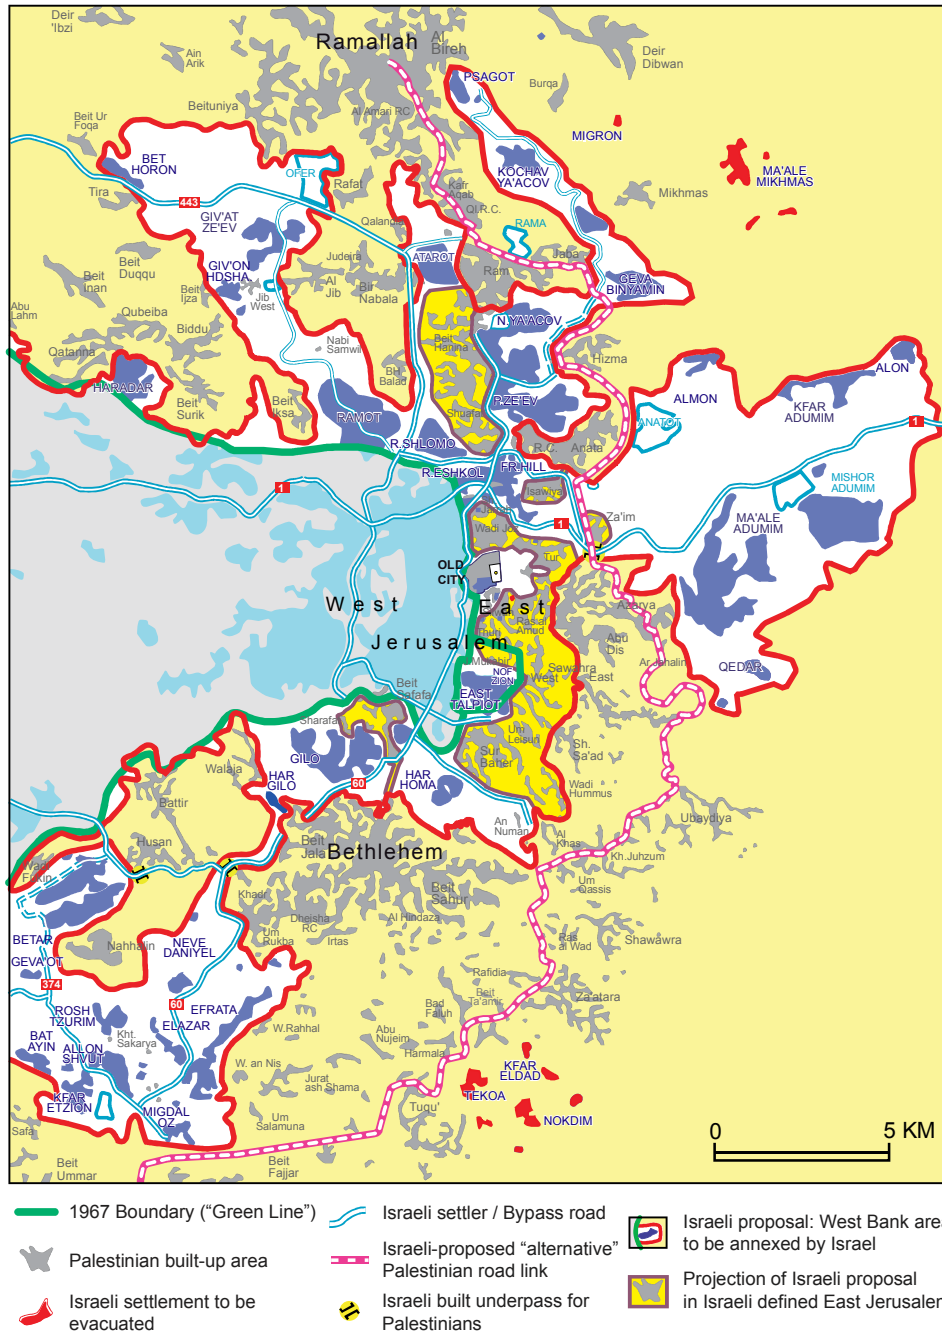 Deir
'Ibzi
Ramallah
Al
Bireh
Ain
Arik
Deir
Dibwan
PSAGOT
Burqa
Beituniya
Al Amari RC
Beit Ur
Foqa
MIGRON
BET
HORON
OFER
KOCHAV
YA'ACOV
MA'ALE
MIKHMAS
Tira
Rafat
Kafr
Aqab
Mikhmas
443
QI.R.C.
GIV'AT
ZE'EV
Qalandia
RAMA
ATAROT
Judeira
Jaba
Beit
Duqqu
GIV'ON
HDSHA
Ram
Beit
Inan
Al
Jib
Bir
Nabala
GEVA
BINYAMIN
Beit
Ijza
Jib
West
Abu
Lahm
Qubeiba
N.YA'ACOV
Biddu
Nabi
Samwil
Beit
Hanina
Qatanna
Hizma
BH
Balad
ALON
HARADAR
ALMON
KFAR
ADUMIM
Beit
Surik
Beit
Iksa
RAMOT
Shuafat
P.ZE'EV
ANATOT
1
R.SHLOMO
R.C.
Anata
R.ESHKOL
FR.HILL
MISHOR
ADUMIM
1
Isawiya
Jarrah
Za'im
Wadi Joz
1
MA'ALE
ADUMIM
Tur
OLD
CITY
West
East
Azarya
Ras al
Amud
Thuri
Abu
Dis
Jerusalem
Ar Jahalin
QEDAR
NOF
ZION
Sawahra
West
East
Beit
Safafa
EAST
TALPIOT
Sharafat
Um
Leisun
GILO
Sur
Baher
Sh.
Sa'ad
Walaja
HAR
GILO
60
HAR
HOMA
Wadi
Hummus
Battir
An
Numan
Ubaydiya
Husan
Beit
Jala
Bethlehem
Al
Khas
Wadi
Fukin
Kh.Juhzum
Khadr
Beit
Sahur
Um
Qassis
Dheisha
RC
Al Hindaza
BETAR
Nahhalin
NEVE
DANIYEL
Um
Rukba
Irtas
Ras
al Wad
Shawawra
GEVA'OT
374
Rafidia
60
EFRATA
Beit
Ta'amir
Za'atara
ROSH
TZURIM
ELAZAR
Bad
Faluh
BAT
AYIN
ALLON
SHVUT
Kht.
Sakarya
W.Rahhal
Abu
Nujeim
Harmala
W. an Nis
KFAR
ELDAD
KFAR
ETZION
Jurat
ash Shama
TEKOA
MIGDAL
OZ
Um
Salamuna
Tuqu'
NOKDIM
Safa
Beit
Ummar
Beit
Fajjar
0 5 KM
1967 Boundary ("Green Line")
Israeli settler / Bypass road
Israeli proposal: West Bank area
to be annexed by Israel
Palestinian built-up area
Israeli-proposed "alternative"
Palestinian road link
Projection of Israeli proposal
in Israeli defined East Jerusalem
Israeli settlement to be
evacuated
Israeli built underpass for
Palestinians